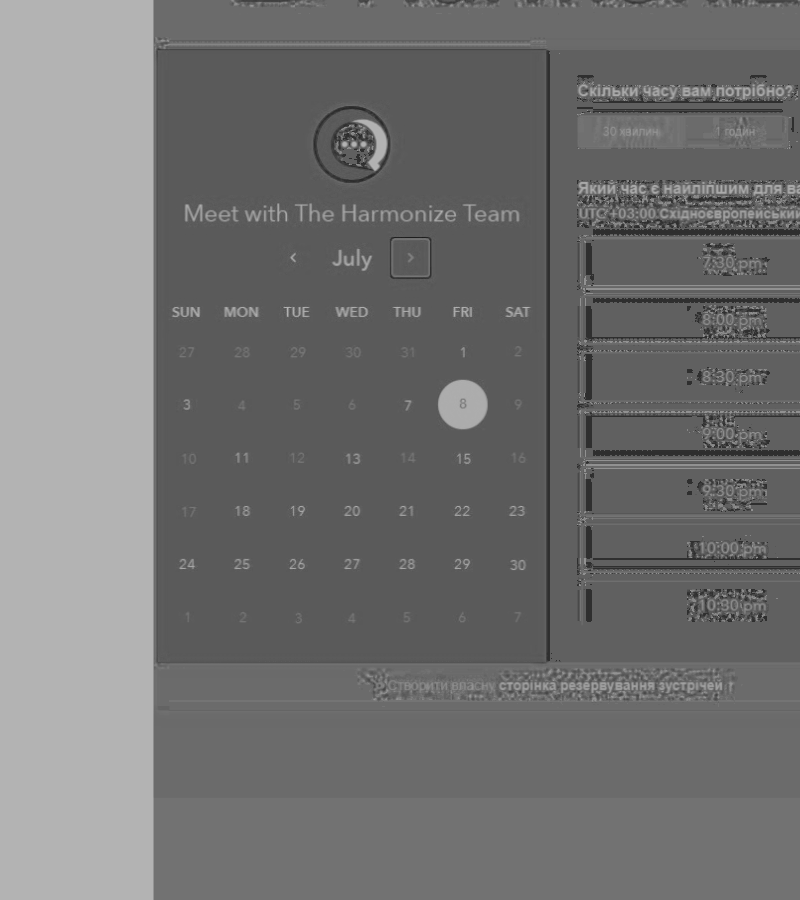 Meet with The Harmonize Team
July
SUN MON TUE WED THU FRI SAT
27 28 29 30 31 1 2
3 4 5 6 7 8 9
10 11 12 13 14 15 16
17 18 19 20 21 22 23
24 25 26 27 28 29 30
1 2 3 4 5 6 7
Скільки часу вам потрібно?
30 хвилин 1 годин
Який час є найліпшим для ва
UTC +03:00 Східноєвропейський
7:30 pm
8:00 pm
8:30 pm
9:00 pm
9:30 pm
10:00 pm
10:30 pm
Створити власну сторінка резервування зустрічей